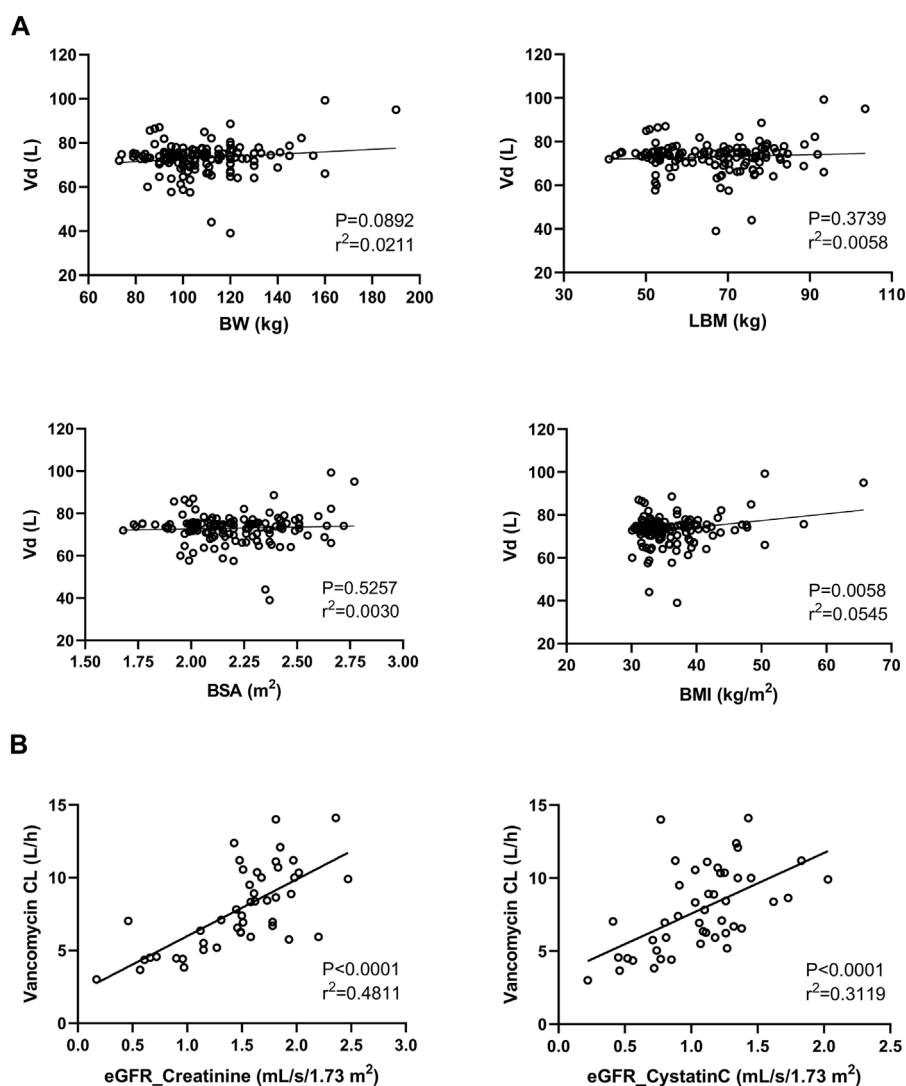 A
120
100
80
60
40
20
Vd (L)
60 80 100 120 140 160 180 200
BW (kg)
P=0.0892
r²=0.0211
120
100
80
60
40
20
Vd (L)
30 50 70 90 110
LBM (kg)
P=0.3739
r²=0.0058
120
100
80
60
40
20
Vd (L)
1.50 1.75 2.00 2.25 2.50 2.75 3.00
BSA (m²)
P=0.5257
r²=0.0030
120
100
80
60
40
20
Vd (L)
20 30 40 50 60 70
BMI (kg/m²)
P=0.0058
r²=0.0545
B
15
10
5
0
Vancomycin CL (L/h)
0.0 0.5 1.0 1.5 2.0 2.5 3.0
eGFR_Creatinine (mL/s/1.73 m²)
P<0.0001
r²=0.4811
15
10
5
0
Vancomycin CL (L/h)
0.0 0.5 1.0 1.5 2.0 2.5
eGFR_CystatinC (mL/s/1.73 m²)
P<0.0001
r²=0.3119